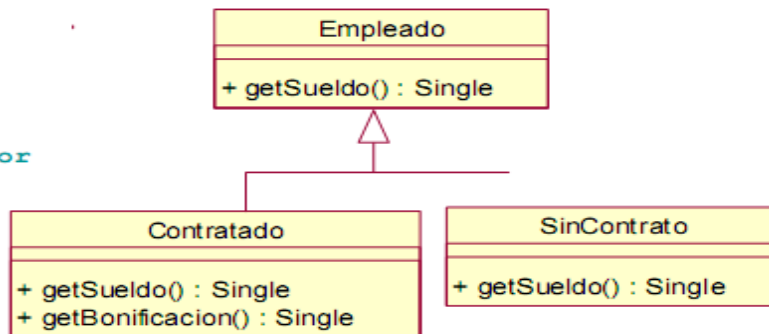 Empleado
+ getSueldo() : Single
or
Contratado
+ getSueldo() : Single
+ getBonificacion() : Single
SinContrato
+ getSueldo() : Single